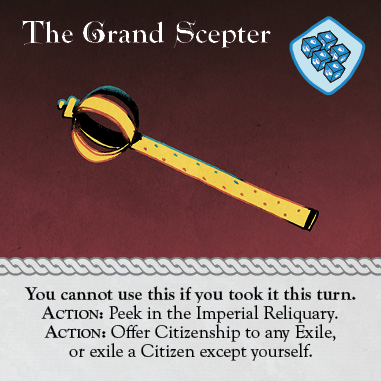 The Grand Scepter
You cannot use this if you took it this turn.
ACTION: Peek in the Imperial Reliquary.
ACTION: Offer Citizenship to any Exile,
or exile a Citizen except yourself.